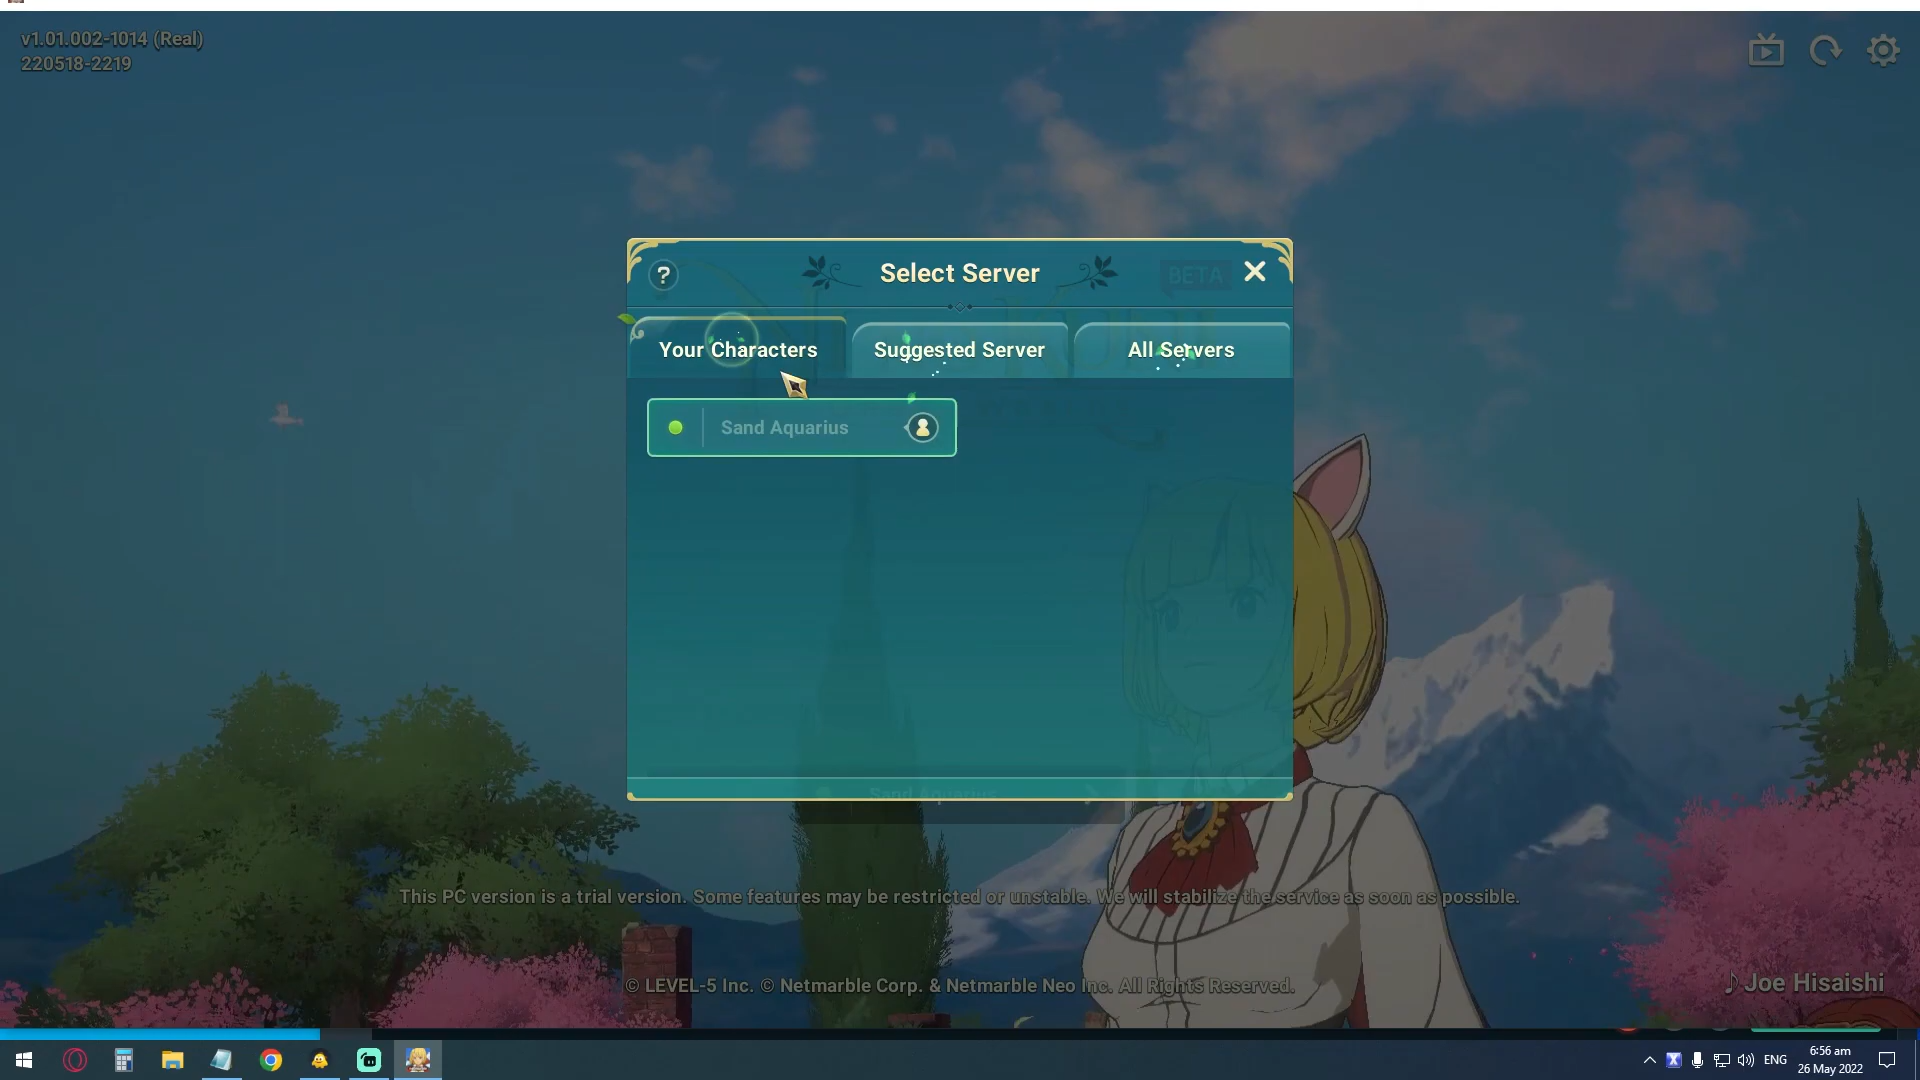 v1.01.002-1014 (Real)
220518-2219
?
Select Server
BETA
Your Characters
Suggested Server
All Servers
Sand Aquarius
Sand Aquarius
This PC version is a trial version. Some features may be restricted or unstable. We will stabilize the service as soon as possible.
© LEVEL-5 Inc. © Netmarble Corp. & Netmarble Neo Inc. All Rights Reserved.
♪ Joe Hisaishi
ENG
6:56 am
26 May 2022